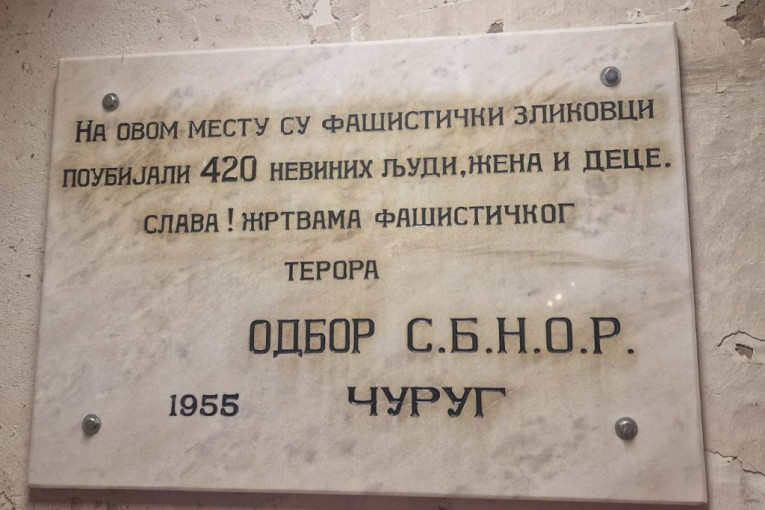 НА ОВОМ МЕСТУ СУ ФАШИСТИЧКИ ЗЛИКОВЦИ
ПОУБИЈАЛИ 420 НЕВИНИХ ЉУДИ, ЖЕНА И ДЕЦЕ.
СЛАВА! ЖРТВАМА ФАШИСТИЧКОГ
ТЕРОРА
ОДБОР С.Б.Н.О.Р.
1955 ЧУРУГ